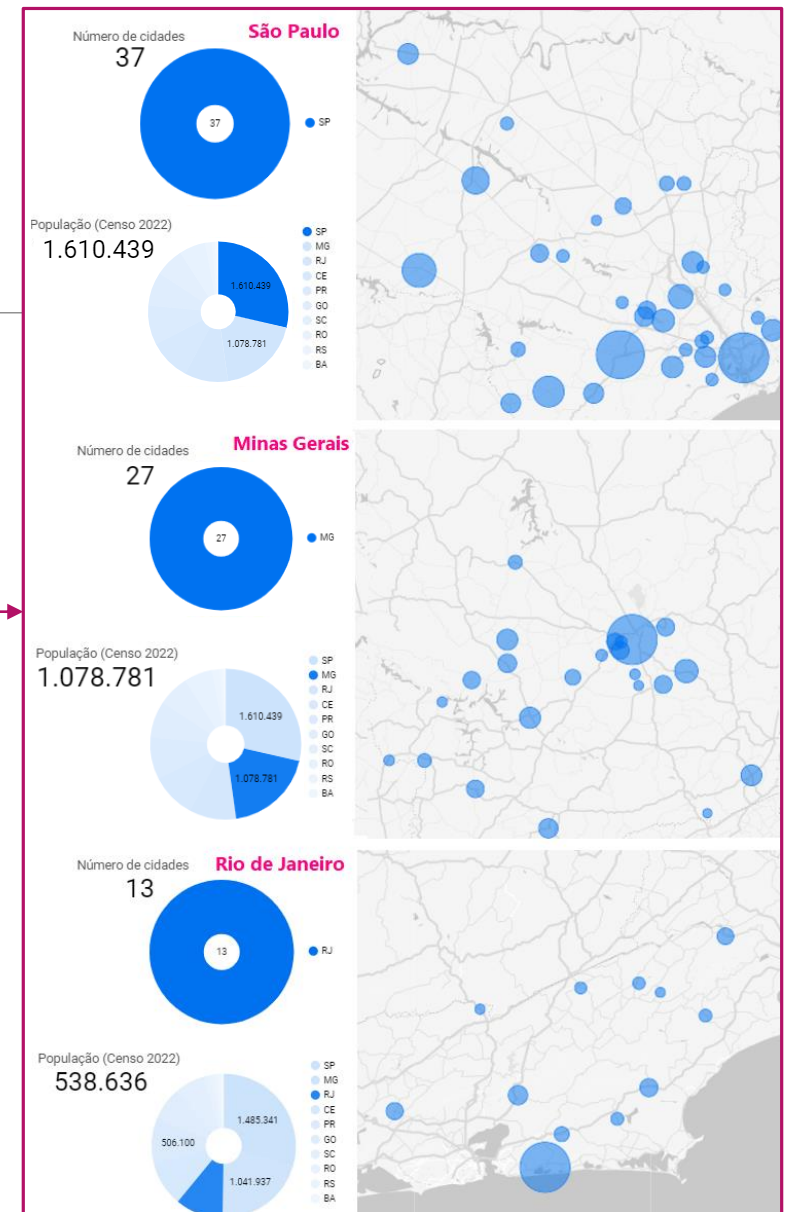 São Paulo
Número de cidades
37
37
SP
População (Censo 2022)
1.610.439
SP
MG
RJ
CE
PR
GO
SC
RO
RS
BA
1.610.439
1.078.781
Minas Gerais
Número de cidades
27
27
MG
População (Censo 2022)
1.078.781
SP
MG
RJ
CE
PR
GO
SC
RO
RS
BA
1.610.439
1.078.781
Rio de Janeiro
Número de cidades
13
13
RJ
População (Censo 2022)
538.636
SP
MG
RJ
CE
PR
GO
SC
RO
RS
BA
1.485.341
506.100
1.041.937